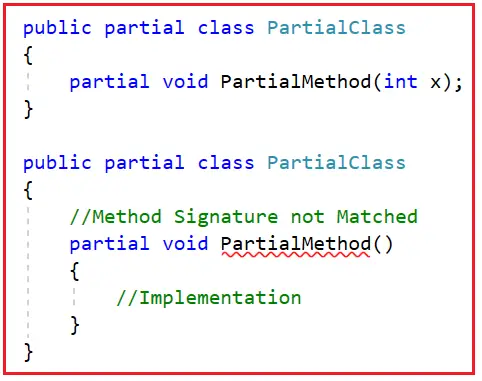 public partial class PartialClass
{
    partial void PartialMethod(int x);
}
public partial class PartialClass
{
    //Method Signature not Matched
    partial void PartialMethod()
    {
        //Implementation
    }
}